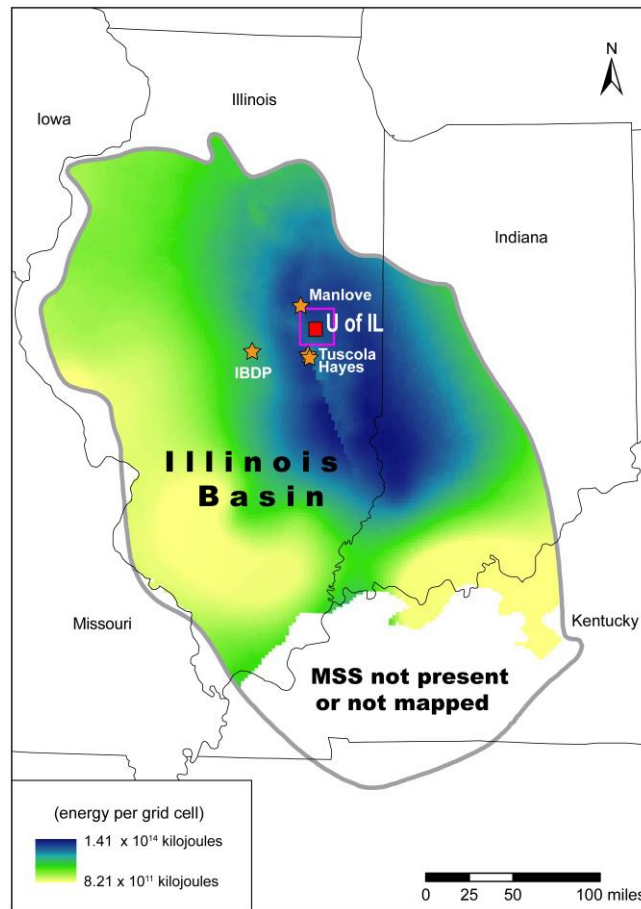 N
Illinois
Iowa
Indiana
Manlove
U of IL
Tuscola
Hayes
IBDP
Illinois
Basin
Missouri
Kentucky
MSS not present
or not mapped
(energy per grid cell)
1.41 x 10¹⁴ kilojoules
8.21 x 10¹¹ kilojoules
0 25 50 100 miles